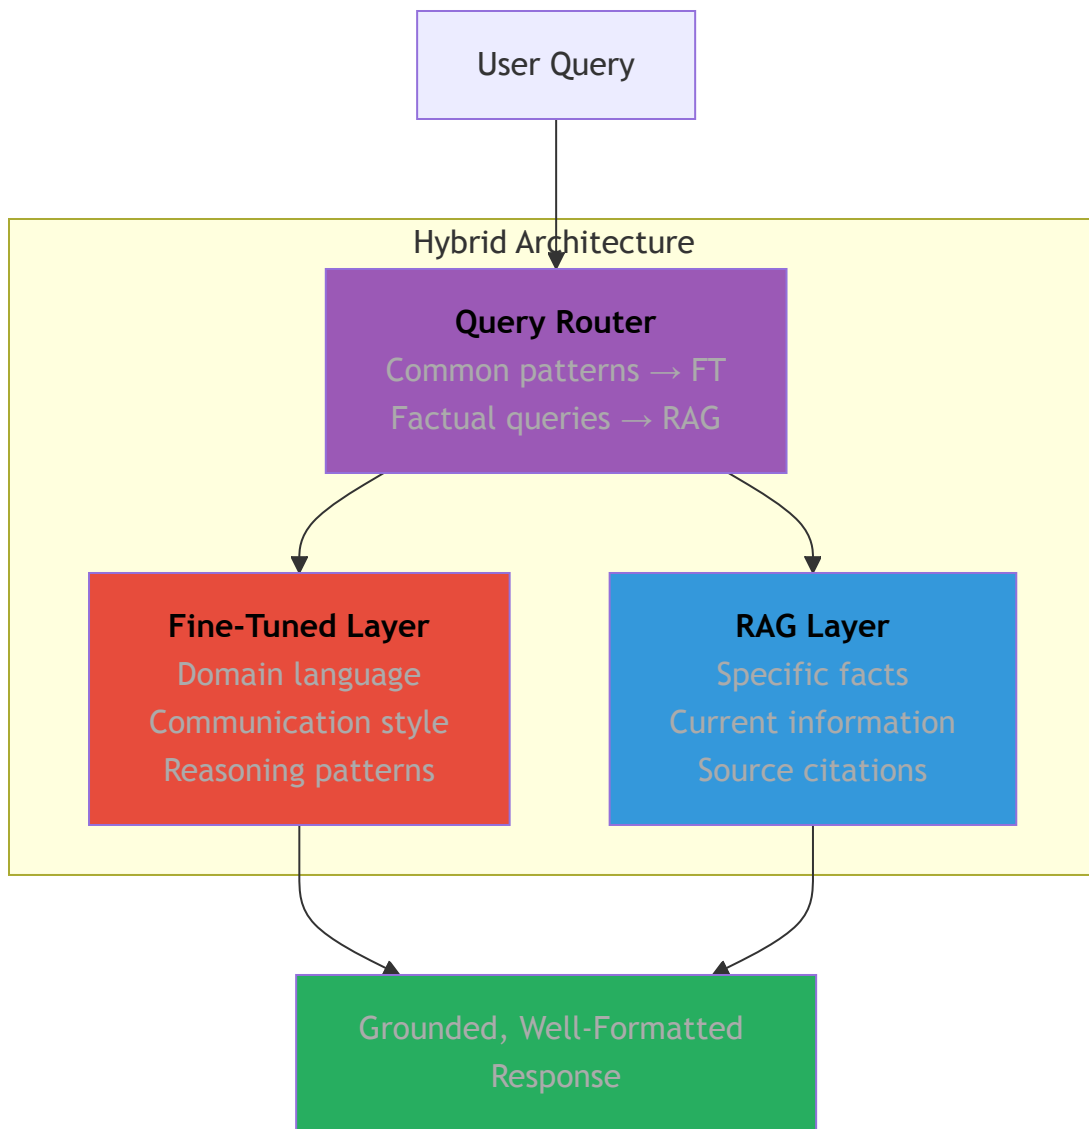 User Query
Hybrid Architecture
Query Router
Common patterns → FT
Factual queries → RAG
Fine-Tuned Layer
Domain language
Communication style
Reasoning patterns
RAG Layer
Specific facts
Current information
Source citations
Grounded, Well-Formatted
Response